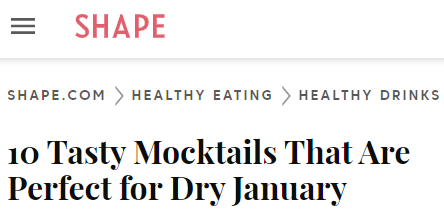 SHAPE
SHAPE.COM > HEALTHY EATING > HEALTHY DRINKS
10 Tasty Mocktails That Are
Perfect for Dry January